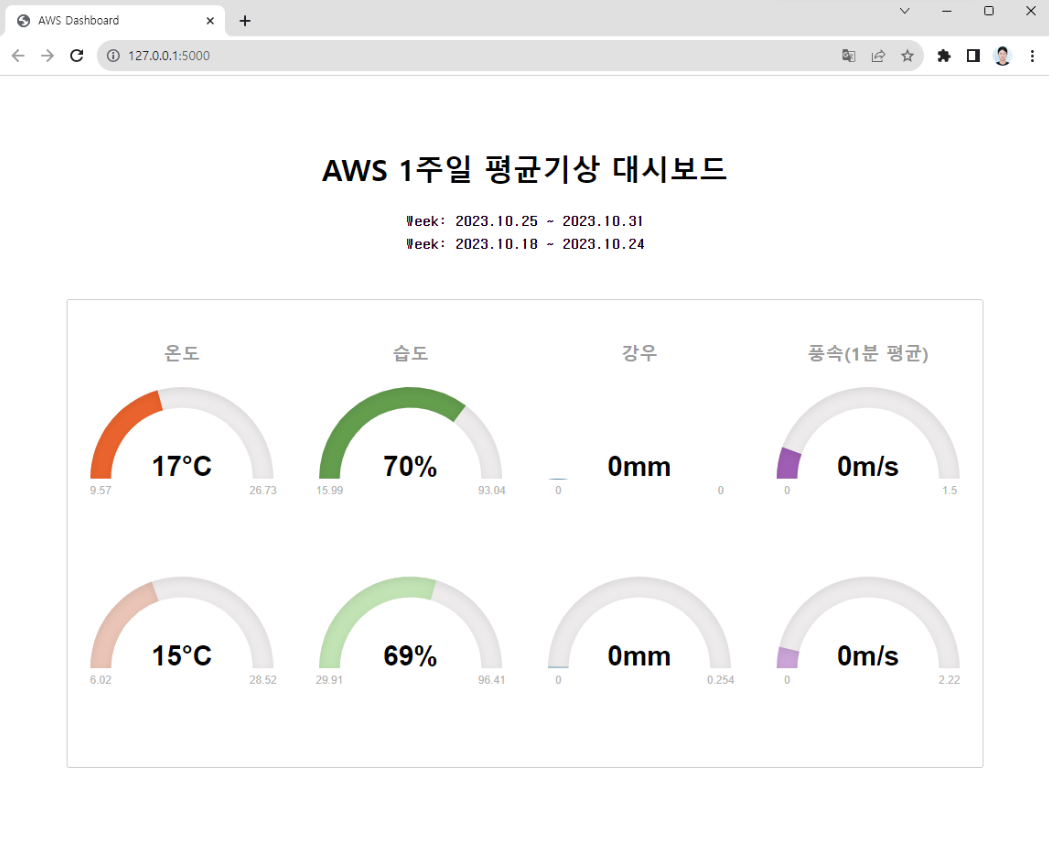 AWS Dashboard
127.0.0.1:5000
AWS 1주일 평균기상 대시보드
Week: 2023.10.25 ~ 2023.10.31
Week: 2023.10.18 ~ 2023.10.24
온도 습도 강우 풍속(1분 평균)
17°C 70% 0mm 0m/s
9.57 26.73 15.99 93.04 0 0 0 1.5
15°C 69% 0mm 0m/s
6.02 28.52 29.91 96.41 0 0.254 0 2.22